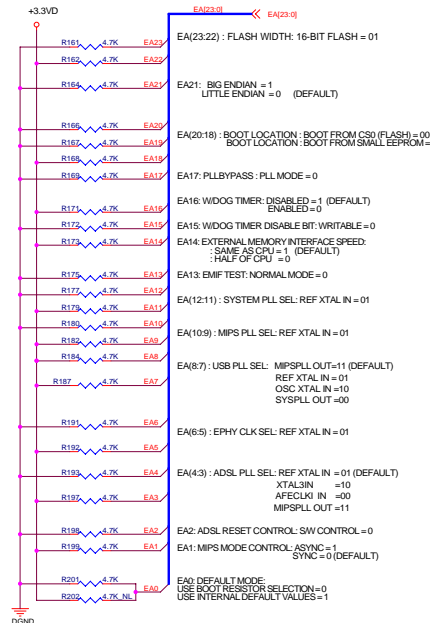 EA[23:0]
EA[23:0]
+3.3VD
R161 4.7K EA23
EA(23:22) : FLASH WIDTH: 16-BIT FLASH = 01
R162 4.7K EA22
R164 4.7K EA21
EA21: BIG ENDIAN = 1
LITTLE ENDIAN = 0 (DEFAULT)
R166 4.7K EA20
R167 4.7K EA19
EA(20:18) : BOOT LOCATION : BOOT FROM CS0 (FLASH) = 00
BOOT LOCATION : BOOT FROM SMALL EEPROM =
R168 4.7K EA18
R169 4.7K EA17
EA17: PLLBYPASS : PLL MODE = 0
R171 4.7K EA16
EA16: W/DOG TIMER: DISABLED = 1 (DEFAULT)
ENABLED = 0
R172 4.7K EA15
EA15: W/DOG TIMER DISABLE BIT: WRITABLE = 0
R173 4.7K EA14
EA14: EXTERNAL MEMORY INTERFACE SPEED:
: SAME AS CPU = 1 (DEFAULT)
: HALF OF CPU = 0
R175 4.7K EA13
EA13: EMIF TEST: NORMAL MODE = 0
R177 4.7K EA12
EA(12:11) : SYSTEM PLL SEL: REF XTAL IN = 01
R179 4.7K EA11
R180 4.7K EA10
EA(10:9) : MIPS PLL SEL: REF XTAL IN = 01
R182 4.7K EA9
R184 4.7K EA8
EA(8:7) : USB PLL SEL: MIPSPLL OUT=11 (DEFAULT)
R187 4.7K EA7
REF XTAL IN = 01
OSC XTAL IN =10
SYSPLL OUT =00
R191 4.7K EA6
EA(6:5) : EPHY CLK SEL: REF XTAL IN = 01
R192 4.7K EA5
R193 4.7K EA4
EA(4:3) : ADSL PLL SEL: REF XTAL IN = 01 (DEFAULT)
XTAL3IN =10
R197 4.7K EA3
AFECLKI IN =00
MIPSPLL OUT =11
R198 4.7K EA2
EA2: ADSL RESET CONTROL: S/W CONTROL = 0
R199 4.7K EA1
EA1: MIPS MODE CONTROL: ASYNC = 1
SYNC = 0 (DEFAULT)
R201 4.7K
EA0
EA0: DEFAULT MODE:
USE BOOT RESISTOR SELECTION = 0
R202 4.7K_NL
USE INTERNAL DEFAULT VALUES = 1
DGND